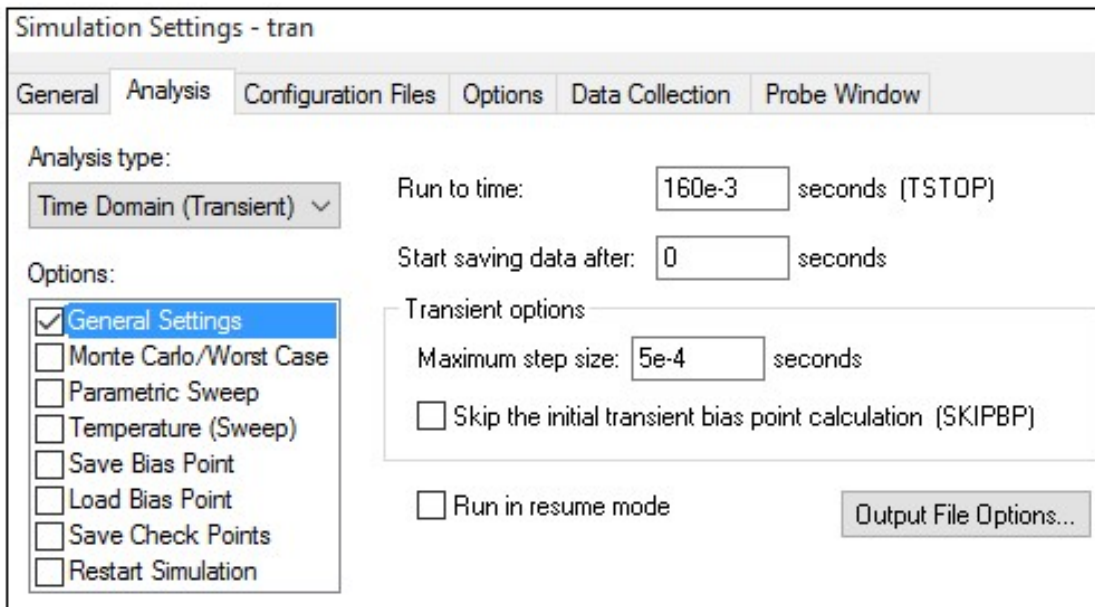 Simulation Settings - tran
General Analysis Configuration Files Options Data Collection Probe Window
Analysis type:
Time Domain (Transient)
Options:
General Settings
Monte Carlo/Worst Case
Parametric Sweep
Temperature (Sweep)
Save Bias Point
Load Bias Point
Save Check Points
Restart Simulation
Run to time: 160e-3 seconds (TSTOP)
Start saving data after: 0 seconds
Transient options
Maximum step size: 5e-4 seconds
Skip the initial transient bias point calculation (SKIPBP)
Run in resume mode
Output File Options...